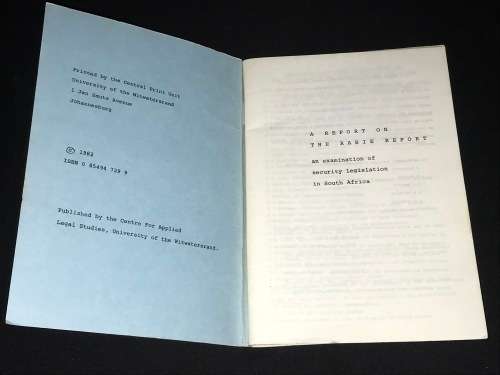 Printed by the Central Print Unit
University of the Witwatersrand
1 Jan Smuts Avenue
Johannesburg
© 1982
ISBN 0 85494 729 9
Published by the Centre For Applied
Legal Studies, University of the Witwatersrand.
A REPORT ON
THE RABIE REPORT
an examination of
security legislation
in South Africa